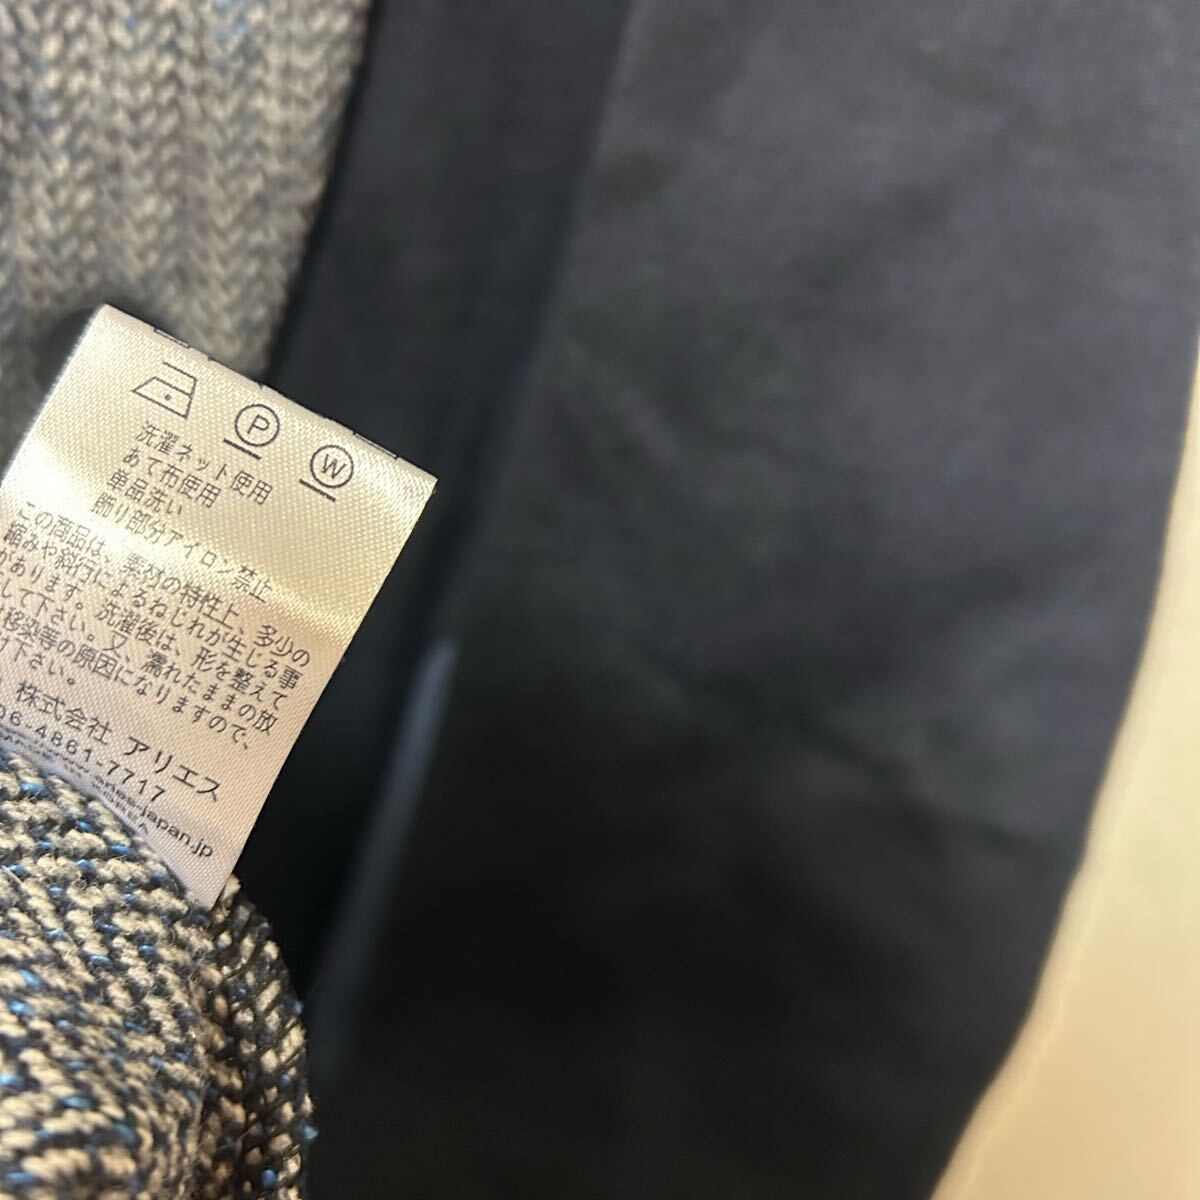 P
W
洗濯ネット使用
あて布使用
単品洗い
飾り部分アイロン禁止
この商品は、素材の特性上、多少の
縮みや斜行によるねじれが生じる事
があります。洗濯後は、形を整えて
して下さい。又、濡れたままの放
移染等の原因になりますので、
下さい。
株式会社 アリエス
06-4861-7717
-japan.jp